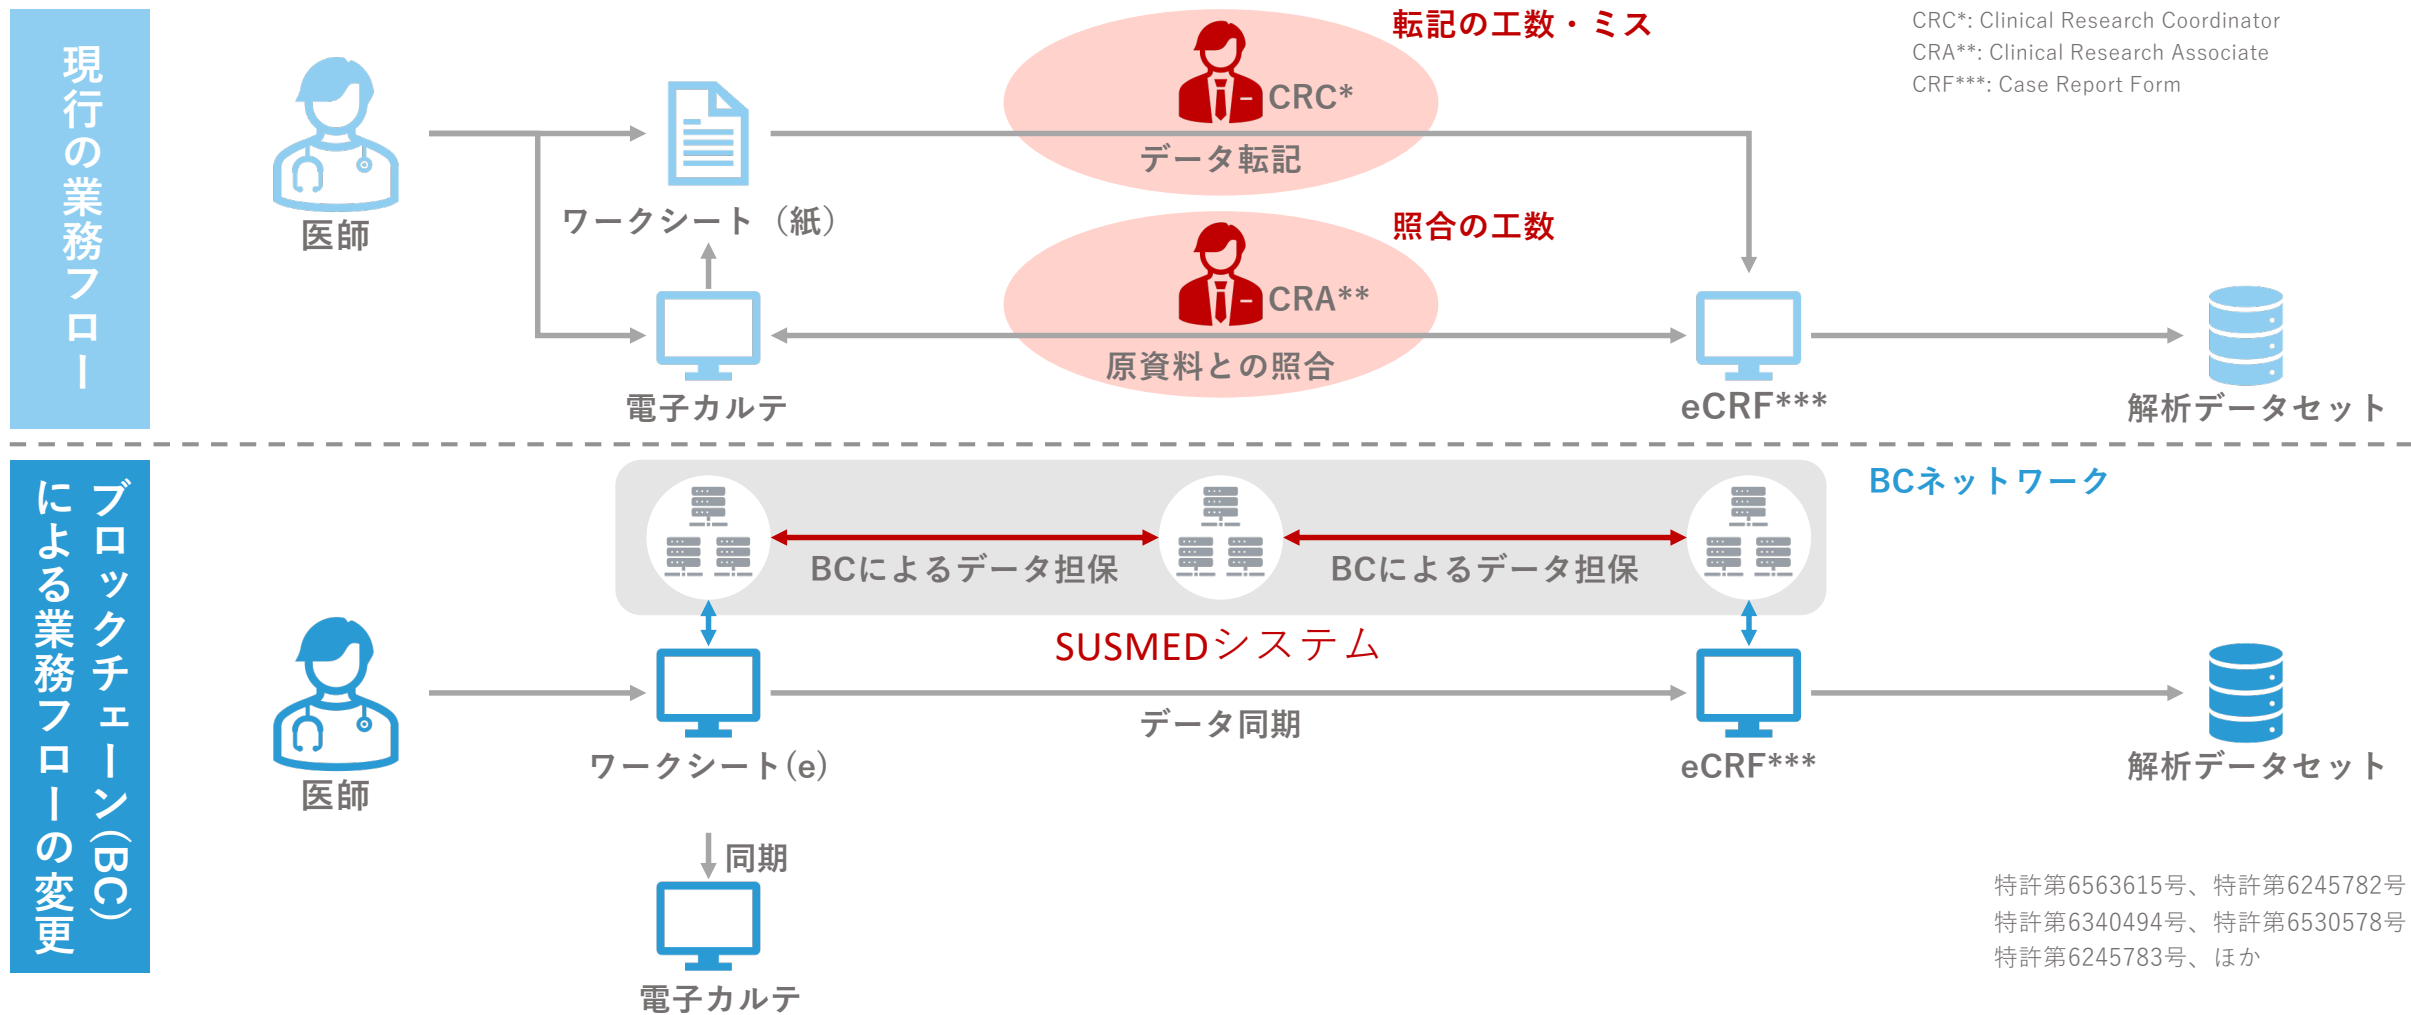 現行の業務フロー
転記の工数・ミス
CRC*: Clinical Research Coordinator
CRA**: Clinical Research Associate
CRF***: Case Report Form
CRC*
データ転記
医師
ワークシート（紙）
照合の工数
CRA**
原資料との照合
電子カルテ
eCRF***
解析データセット
ブロックチェーン(BC)
による業務フローの変更
BCネットワーク
BCによるデータ担保
BCによるデータ担保
SUSMEDシステム
データ同期
医師
ワークシート(e)
eCRF***
解析データセット
同期
電子カルテ
特許第6563615号、特許第6245782号
特許第6340494号、特許第6530578号
特許第6245783号、ほか